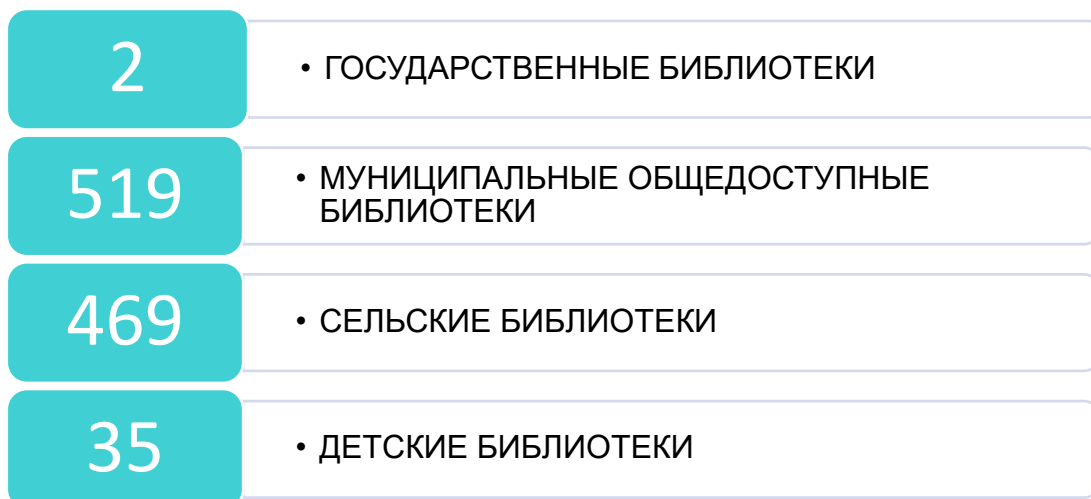 2
• ГОСУДАРСТВЕННЫЕ БИБЛИОТЕКИ
519
• МУНИЦИПАЛЬНЫЕ ОБЩЕДОСТУПНЫЕ
БИБЛИОТЕКИ
469
• СЕЛЬСКИЕ БИБЛИОТЕКИ
35
• ДЕТСКИЕ БИБЛИОТЕКИ